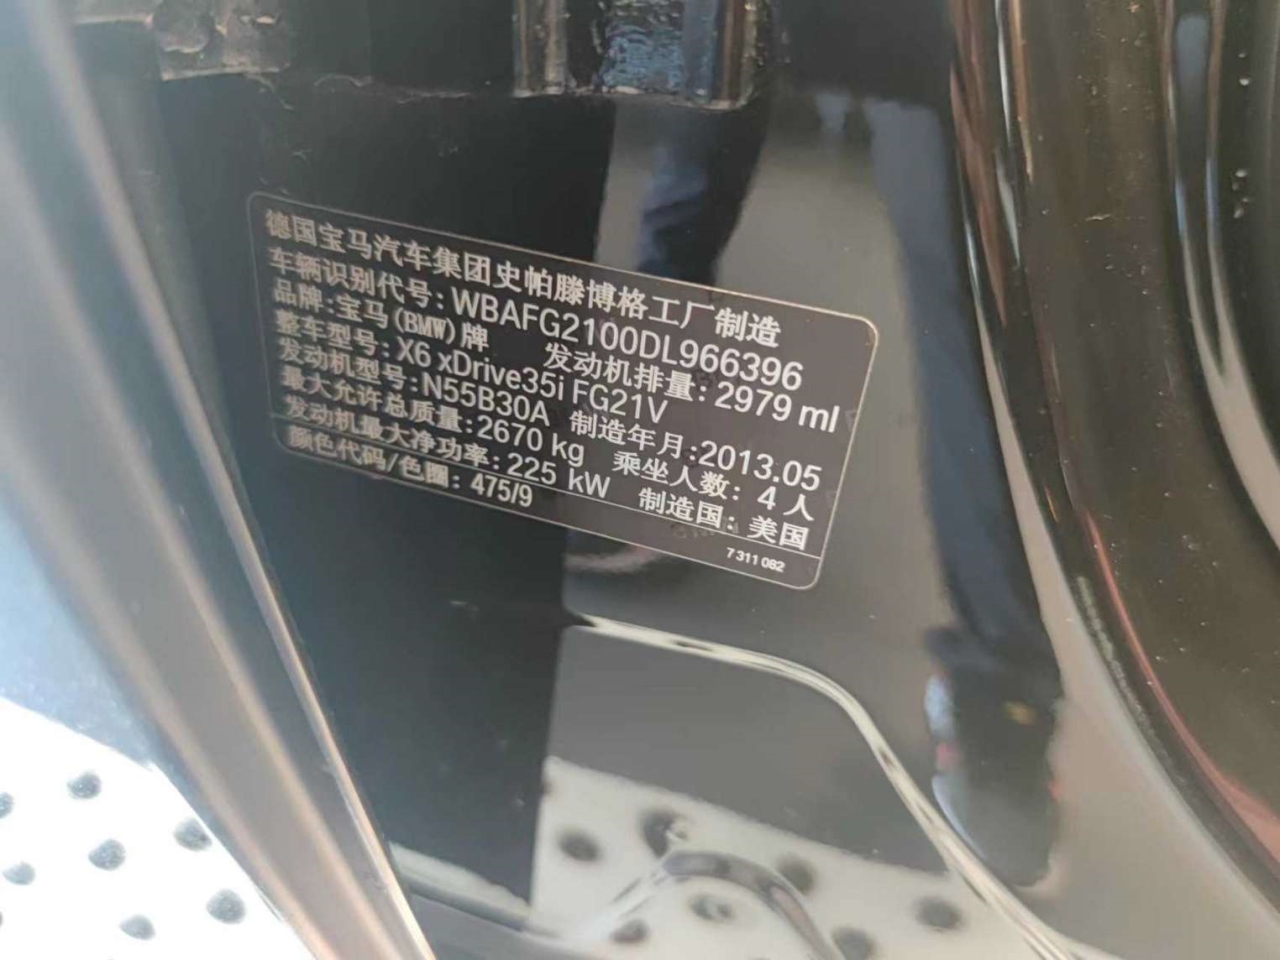 德国宝马汽车集团史帕滕博格工厂制造
车辆识别代号: WBAFG2100DL966396
品牌:宝马(BMW)牌 发动机排量: 2979 ml
整车型号: X6 xDrive35i FG21V
发动机型号: N55B30A 制造年月:2013.05
最大允许总质量:2670 kg 乘坐人数: 4 人
发动机最大净功率:225 kW 制造国: 美国
颜色代码/色圈: 475/9
7 311 082